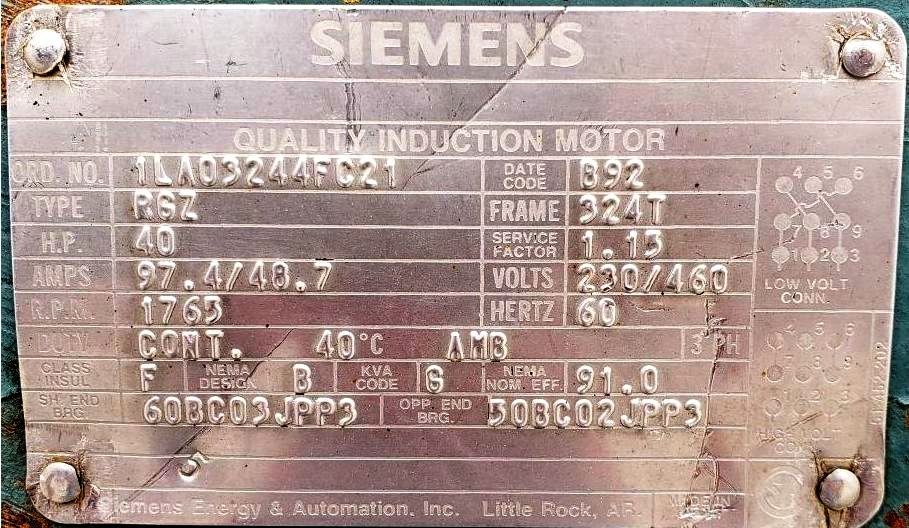 SIEMENS
QUALITY INDUCTION MOTOR
ORD. NO. 1LA03244FC21 DATE CODE B92
TYPE RGZ FRAME 324T
H.P. 40 SERVICE FACTOR 1.15
AMPS 97.4/48.7 VOLTS 230/460
R.P.M. 1765 HERTZ 60
DUTY CONT. 40°C AMB 3 PH
CLASS INSUL F NEMA DESIGN B KVA CODE G NEMA NOM. EFF. 91.0
SH. END BRG. 60BC03JPP3 OPP. END BRG. 50BC02JPP3
4 5 6
7 8 9
1 2 3
LOW VOLT.
CONN.
4 5 6
7 8 9
1 2 3
HIGH VOLT
5
Siemens Energy & Automation, Inc. Little Rock, AR.
MADE IN